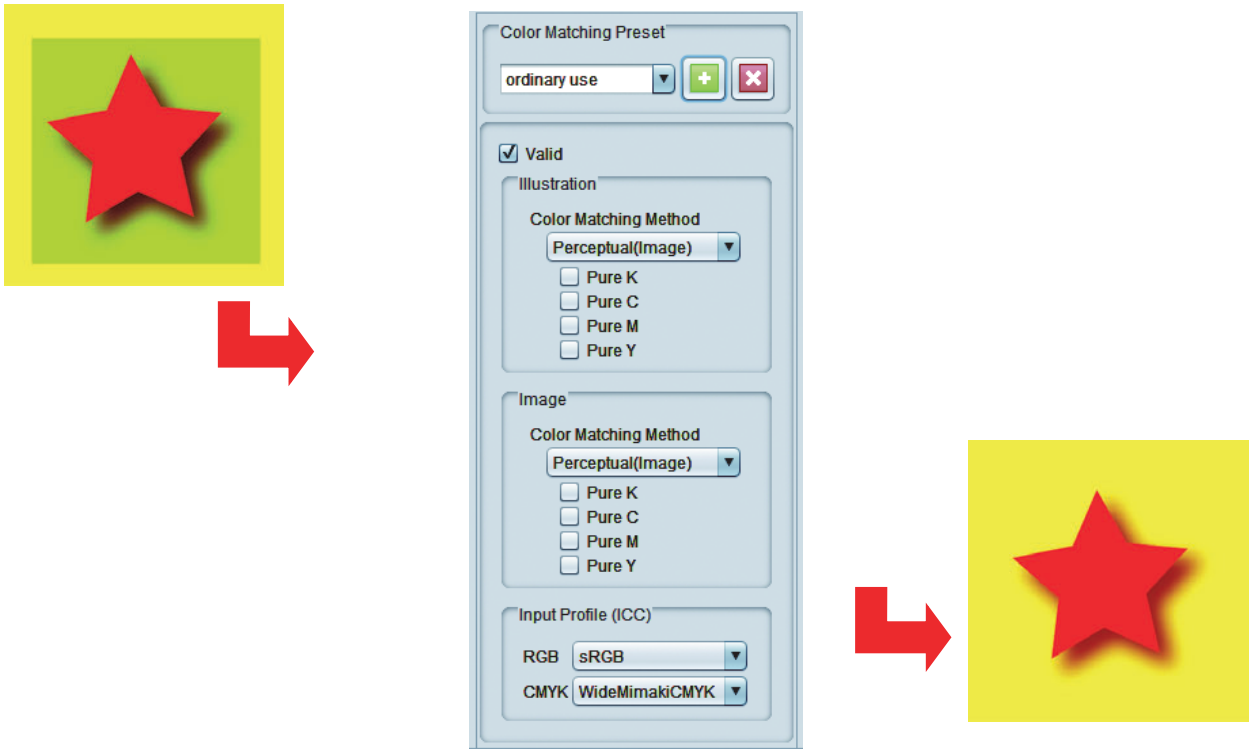 Color Matching Preset
ordinary use
Valid
Illustration
Color Matching Method
Perceptual(Image)
Pure K
Pure C
Pure M
Pure Y
Image
Color Matching Method
Perceptual(Image)
Pure K
Pure C
Pure M
Pure Y
Input Profile (ICC)
RGB sRGB
CMYK WideMimakiCMYK